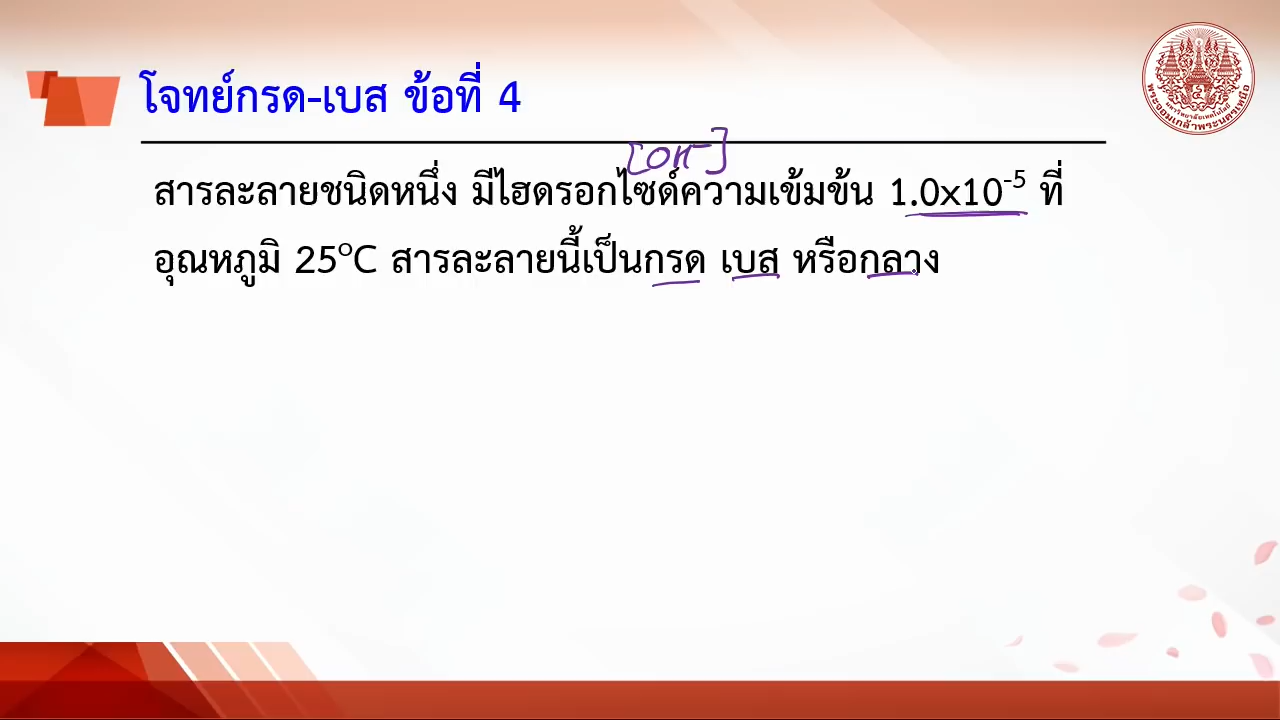 โจทย์กรด-เบส ข้อที่ 4
[OH⁻]
สารละลายชนิดหนึ่ง มีไฮดรอกไซด์ความเข้มข้น 1.0x10⁻⁵ ที่
อุณหภูมิ 25°C สารละลายนี้เป็นกรด เบส หรือกลาง